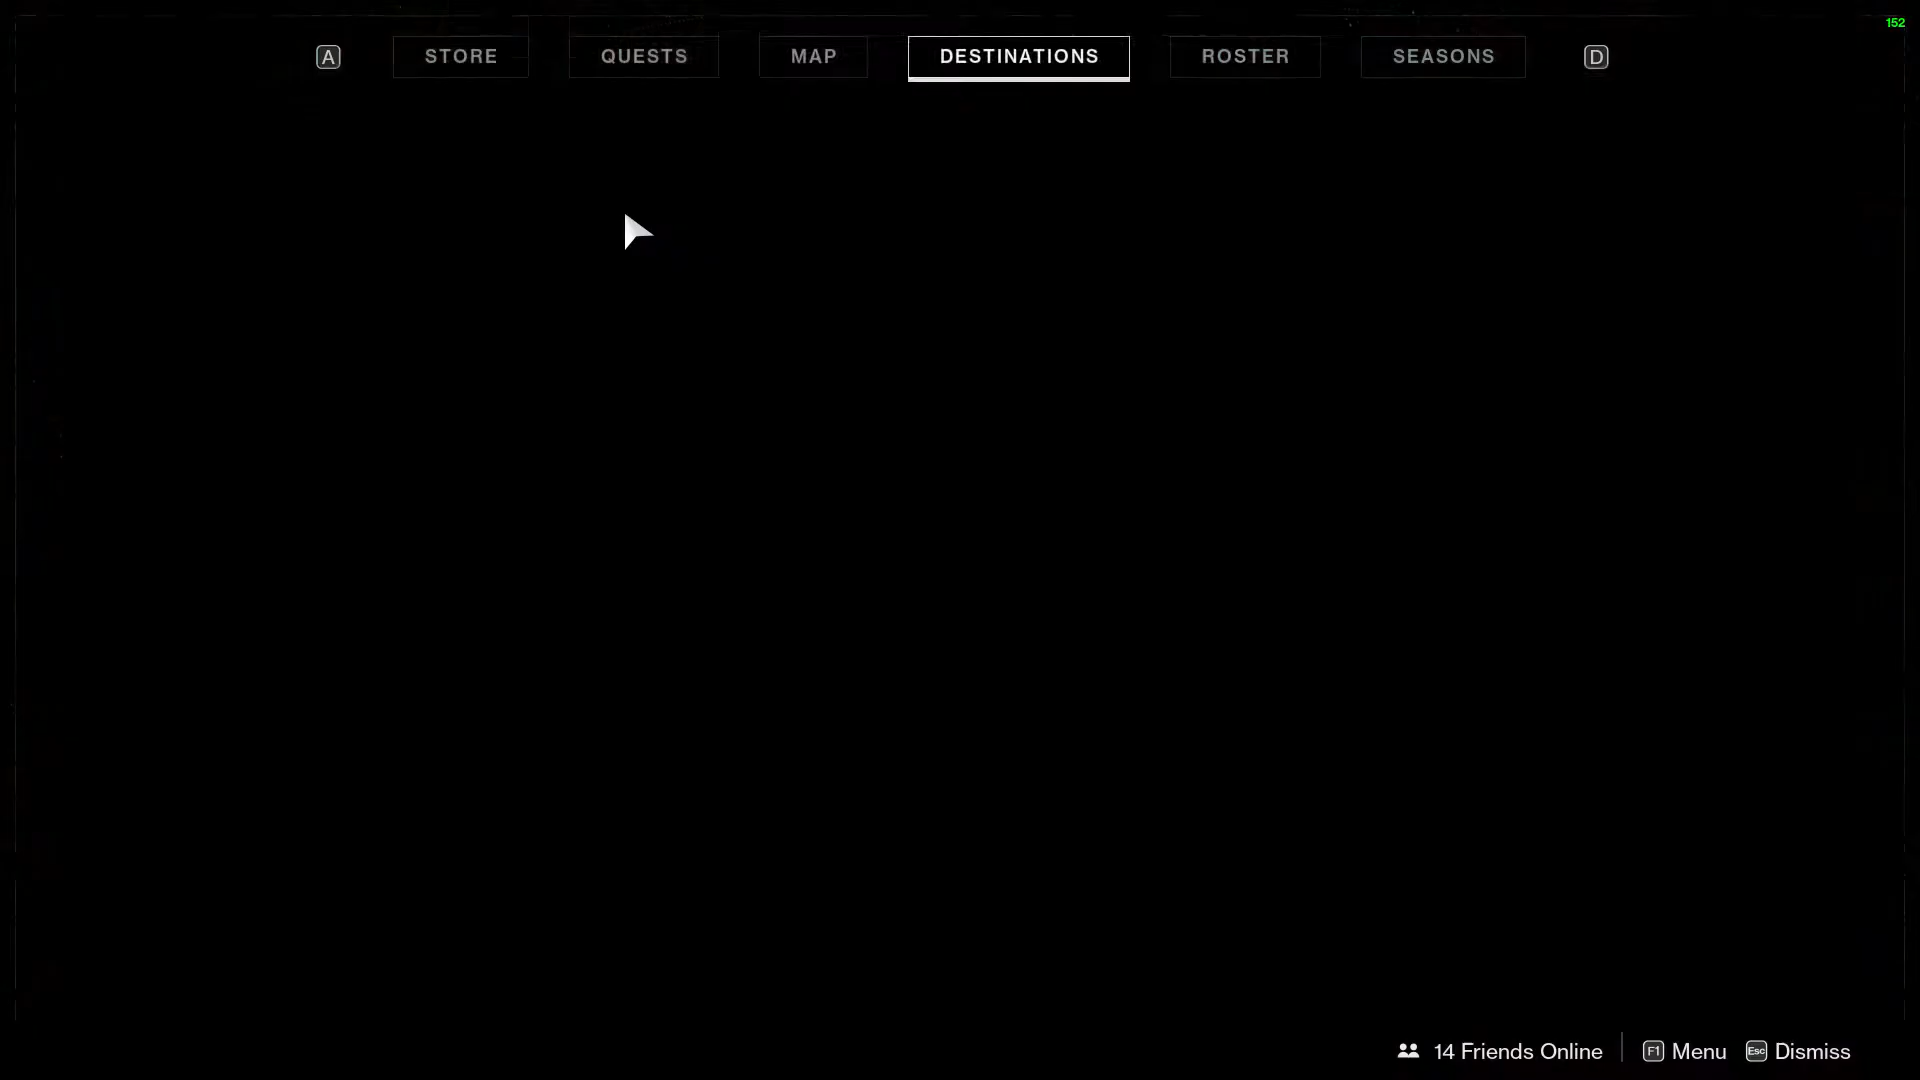 152
A STORE QUESTS MAP DESTINATIONS ROSTER SEASONS D
14 Friends Online F1 Menu Esc Dismiss